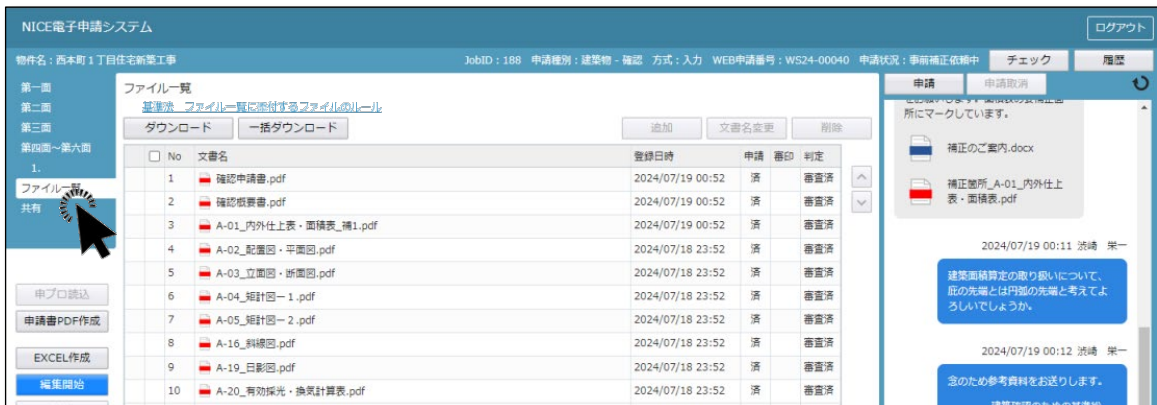 NICE電子申請システム
ログアウト
物件名：西本町1丁目住宅新築工事
JobID：188 申請種別：建築物 - 確認 方式：入力 WEB申請番号：WS24-00040 申請状況：事前補正依頼中
チェック
履歴
第一面
第二面
第三面
第四面～第六面
1.
ファイル一覧
共有
申プロ読込
申請書PDF作成
EXCEL作成
編集開始
ファイル一覧
基準法 ファイル一覧に添付するファイルのルール
ダウンロード 一括ダウンロード 追加 文書名変更 削除
No 文書名 登録日時 申請 審印 判定
1 確認申請書.pdf 2024/07/19 00:52 済 審査済
2 確認概要書.pdf 2024/07/19 00:52 済 審査済
3 A-01_内外仕上表・面積表_補1.pdf 2024/07/19 00:52 済 審査済
4 A-02_配置図・平面図.pdf 2024/07/18 23:52 済 審査済
5 A-03_立面図・断面図.pdf 2024/07/18 23:52 済 審査済
6 A-04_矩計図－1.pdf 2024/07/18 23:52 済 審査済
7 A-05_矩計図－2.pdf 2024/07/18 23:52 済 審査済
8 A-16_斜線図.pdf 2024/07/18 23:52 済 審査済
9 A-19_日影図.pdf 2024/07/18 23:52 済 審査済
10 A-20_有効採光・換気計算表.pdf 2024/07/18 23:52 済 審査済
申請 申請取消
所にマークしています。
補正のご案内.docx
補正箇所_A-01_内外仕上
表・面積表.pdf
2024/07/19 00:11 渋崎 栄一
建築面積算定の取り扱いについて、
庇の先端とは円弧の先端と考えてよ
ろしいでしょうか。
2024/07/19 00:12 渋崎 栄一
念のため参考資料をお送りします。